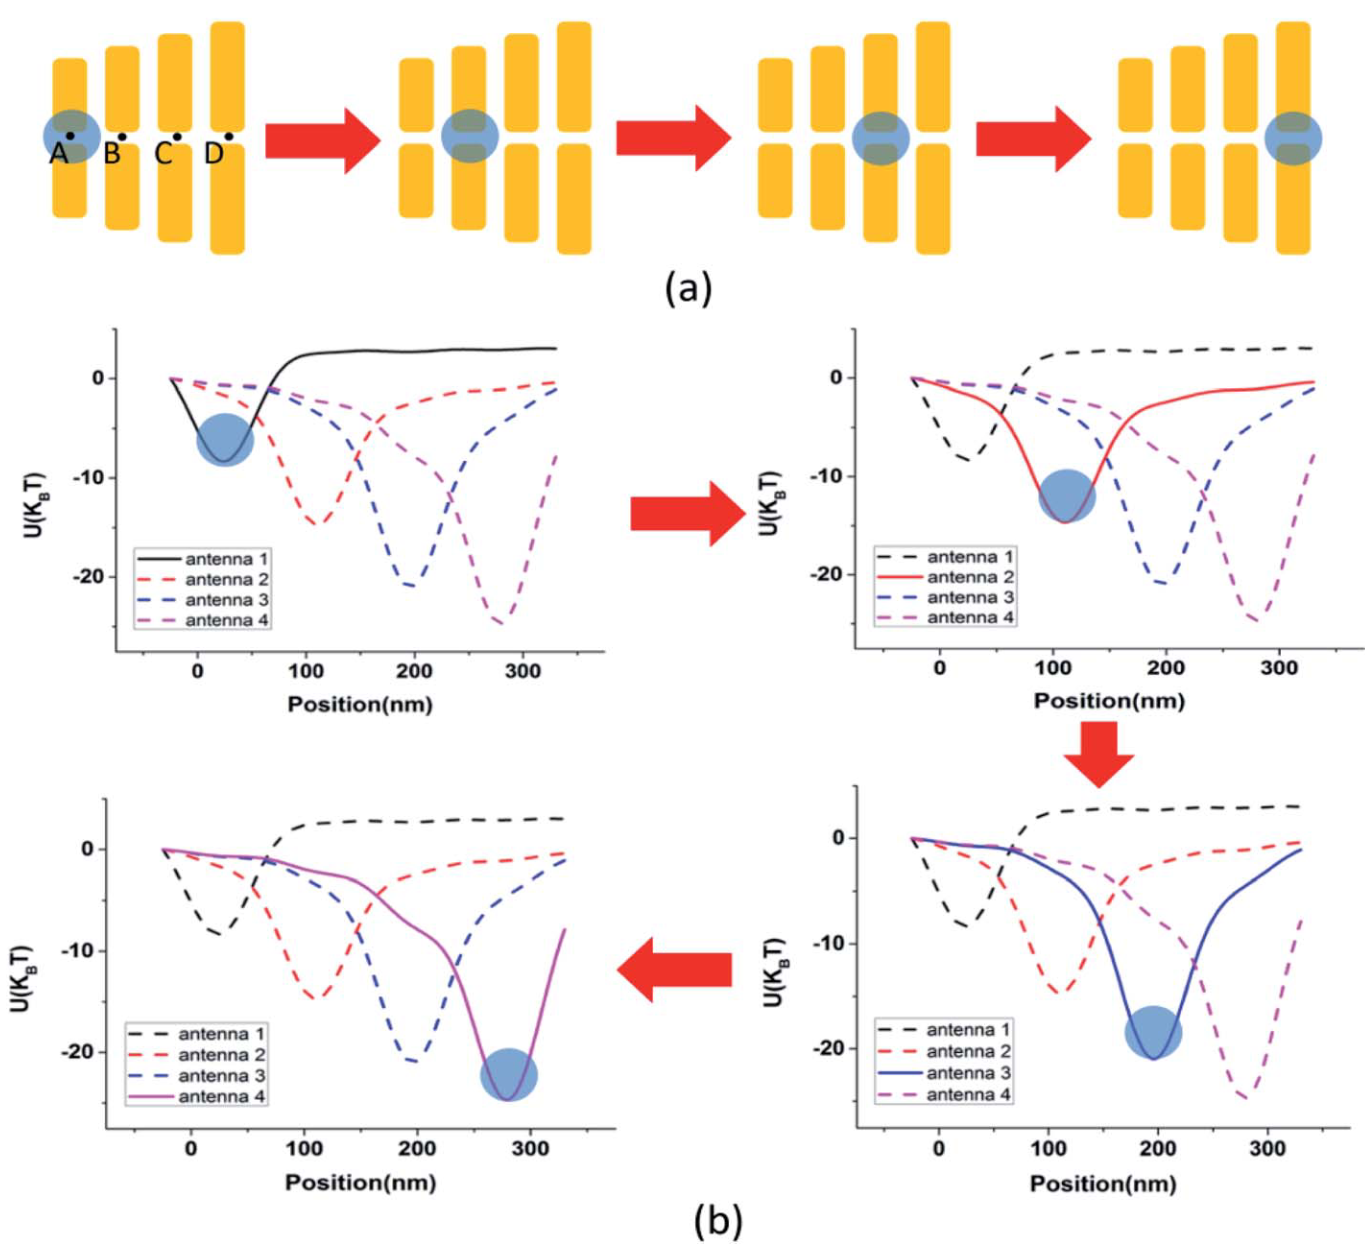 A B C D
(a)
0
-10
-20
U(K_BT)
antenna 1
antenna 2
antenna 3
antenna 4
0 100 200 300
Position(nm)
0
-10
-20
U(K_BT)
antenna 1
antenna 2
antenna 3
antenna 4
0 100 200 300
Position(nm)
0
-10
-20
U(K_BT)
antenna 1
antenna 2
antenna 3
antenna 4
0 100 200 300
Position(nm)
0
-10
-20
U(K_BT)
antenna 1
antenna 2
antenna 3
antenna 4
0 100 200 300
Position(nm)
(b)